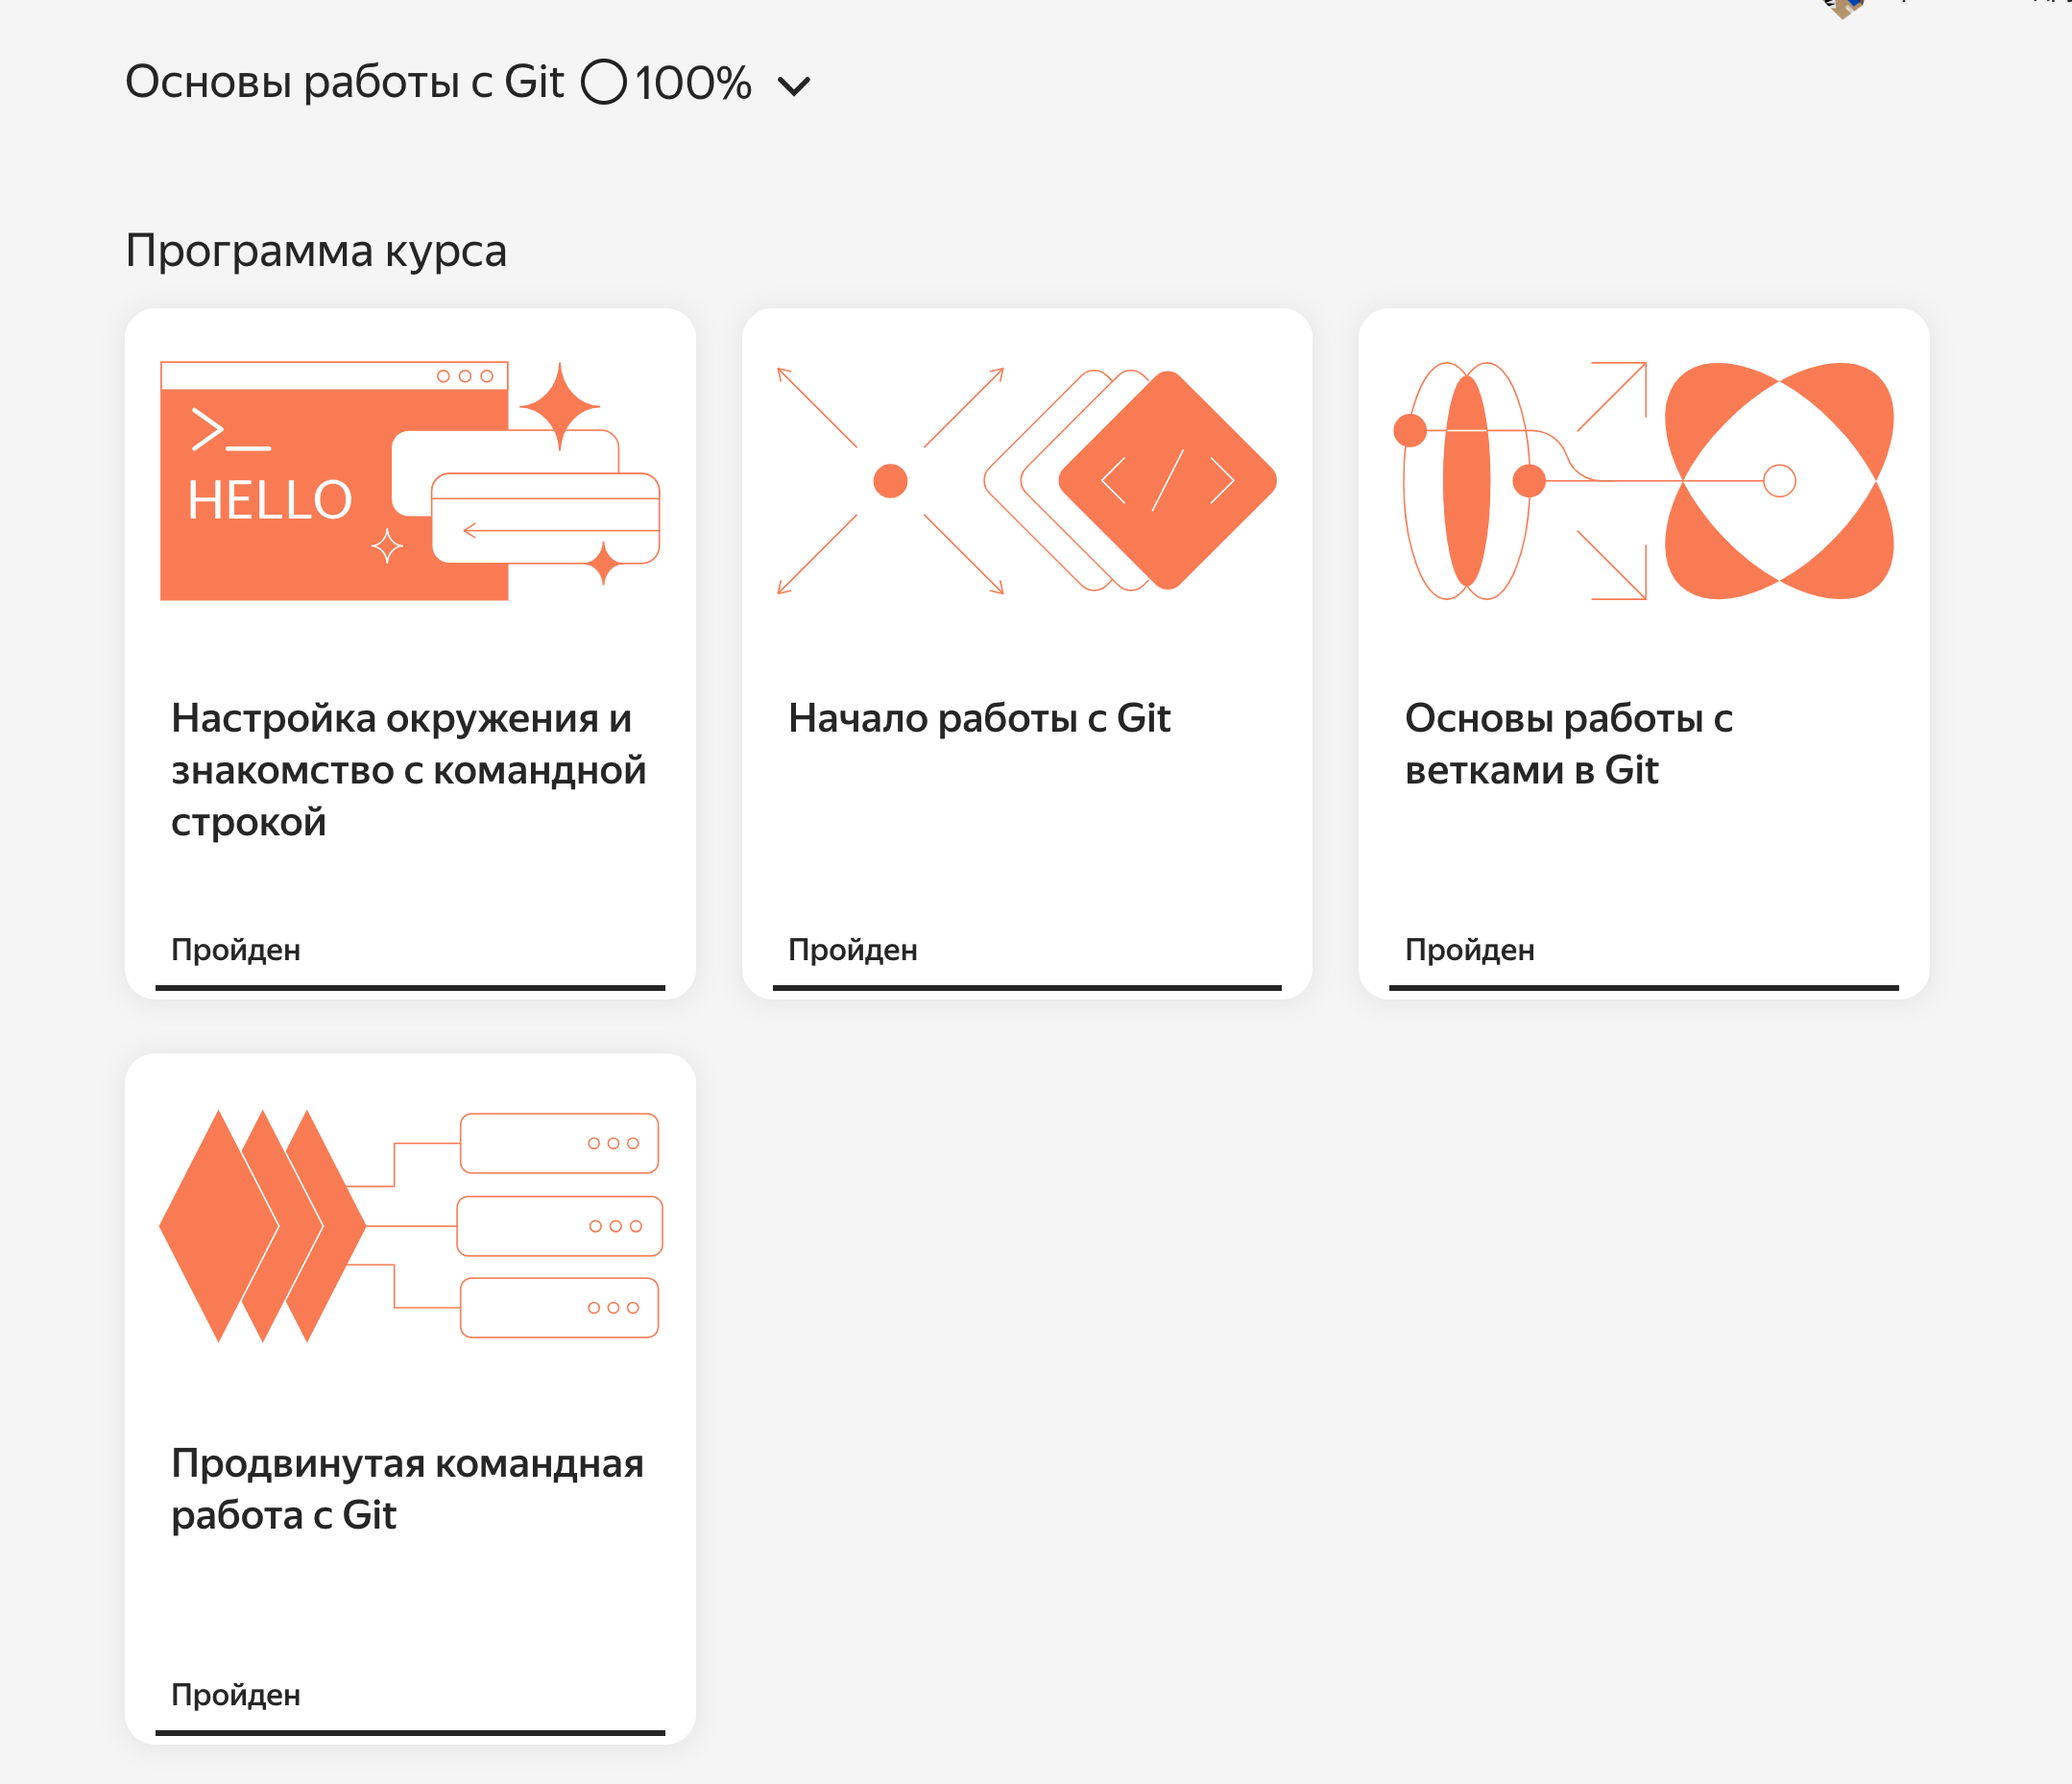 Основы работы с Git 100%
Программа курса
>_
HELLO
</>
Настройка окружения и
знакомство с командной
строкой
Пройден
Начало работы с Git
Пройден
Основы работы с
ветками в Git
Пройден
Продвинутая командная
работа с Git
Пройден